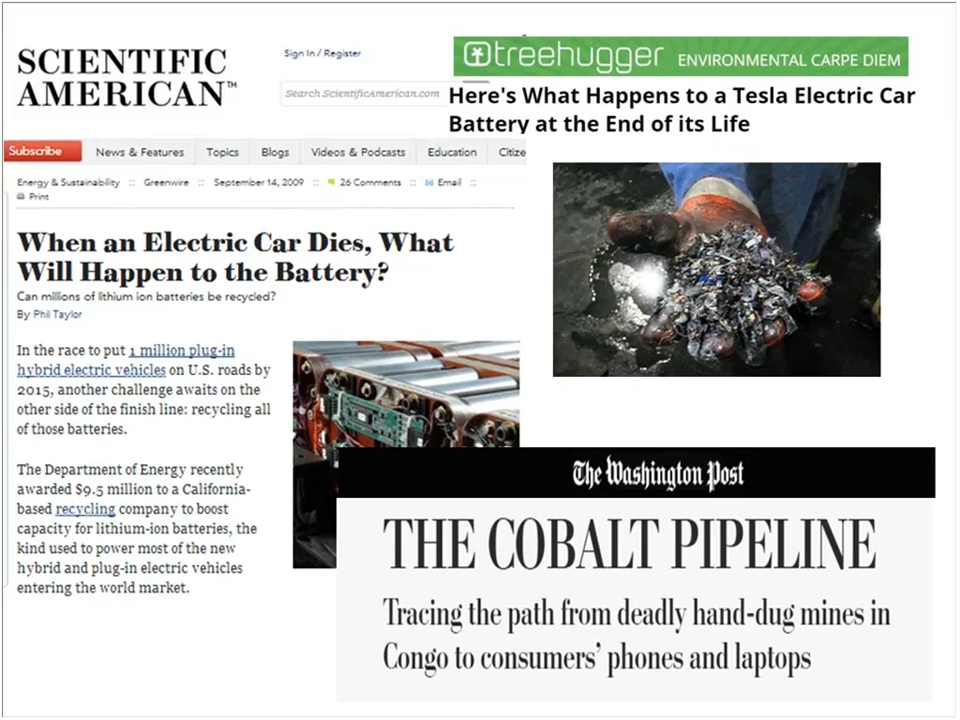 SCIENTIFIC
AMERICAN™
Sign In / Register
Search ScientificAmerican.com
Subscribe News & Features Topics Blogs Videos & Podcasts Education Citize
Energy & Sustainability :: Greenwire :: September 14, 2009 :: 26 Comments :: Email ::
Print
When an Electric Car Dies, What
Will Happen to the Battery?
Can millions of lithium ion batteries be recycled?
By Phil Taylor
In the race to put 1 million plug-in
hybrid electric vehicles on U.S. roads by
2015, another challenge awaits on the
other side of the finish line: recycling all
of those batteries.
The Department of Energy recently
awarded $9.5 million to a California-
based recycling company to boost
capacity for lithium-ion batteries, the
kind used to power most of the new
hybrid and plug-in electric vehicles
entering the world market.
treehugger ENVIRONMENTAL CARPE DIEM
Here's What Happens to a Tesla Electric Car
Battery at the End of its Life
The Washington Post
THE COBALT PIPELINE
Tracing the path from deadly hand-dug mines in
Congo to consumers' phones and laptops